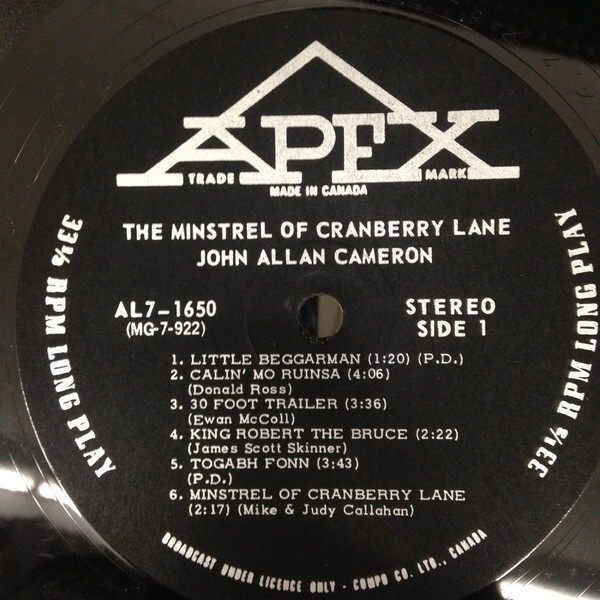 APEX
TRADE MARK
MADE IN CANADA
THE MINSTREL OF CRANBERRY LANE
JOHN ALLAN CAMERON
AL7-1650
(MG-7-922)
STEREO
SIDE 1
33⅓ RPM LONG PLAY
33⅓ RPM LONG PLAY
1. LITTLE BEGGARMAN (1:20) (P.D.)
2. CALIN' MO RUINSA (4:06)
(Donald Ross)
3. 30 FOOT TRAILER (3:36)
(Ewan McColl)
4. KING ROBERT THE BRUCE (2:22)
(James Scott Skinner)
5. TOGABH FONN (3:43)
(P.D.)
6. MINSTREL OF CRANBERRY LANE
(2:17) (Mike & Judy Callahan)
BROADCAST UNDER LICENCE ONLY - COMPO CO. LTD., CANADA